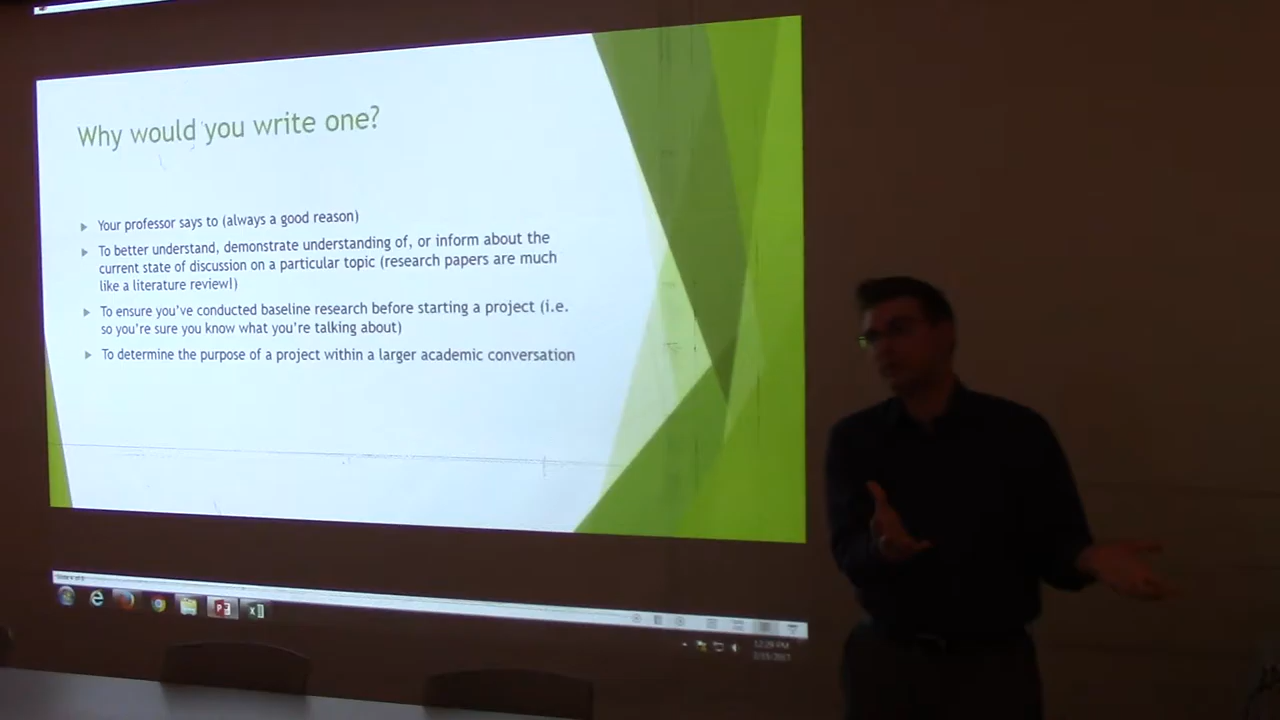 Why would you write one?
Your professor says to (always a good reason)
To better understand, demonstrate understanding of, or inform about the
current state of discussion on a particular topic (research papers are much
like a literature review!)
To ensure you've conducted baseline research before starting a project (i.e.
so you're sure you know what you're talking about)
To determine the purpose of a project within a larger academic conversation
12:29 PM